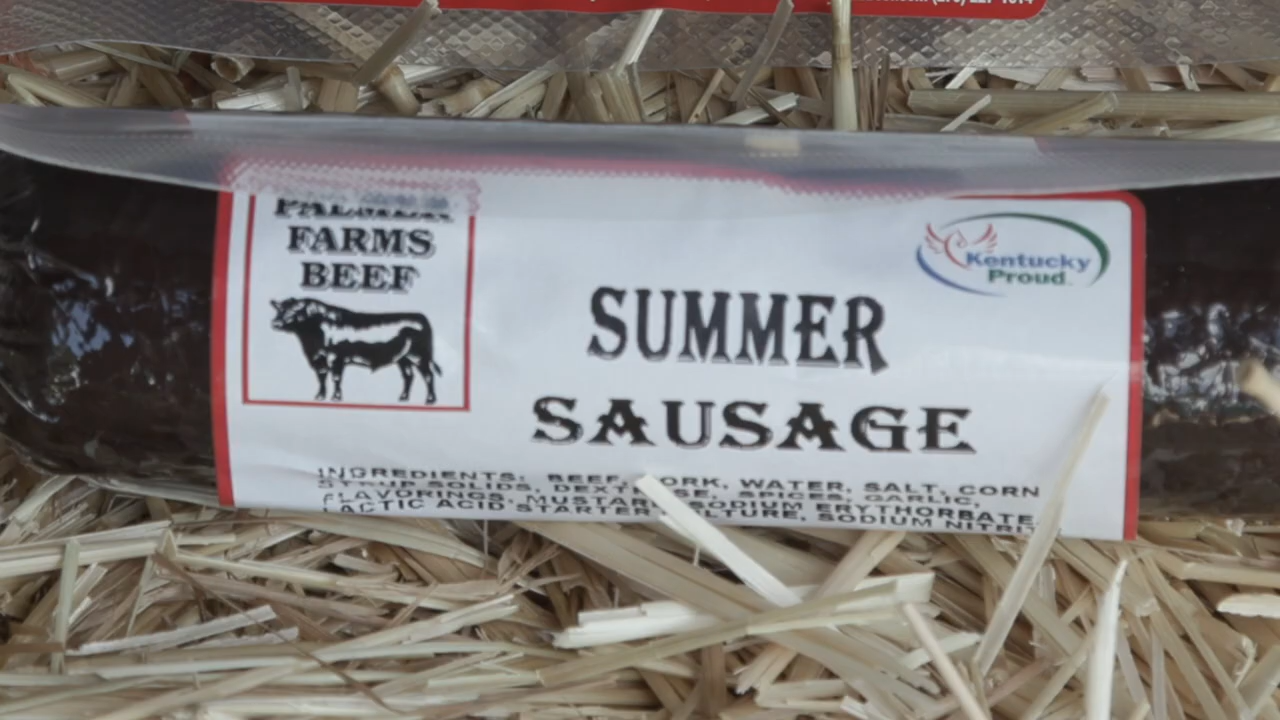 PALMER
FARMS
BEEF
Kentucky
Proud
SUMMER
SAUSAGE
INGREDIENTS: BEEF, PORK, WATER, SALT, CORN
SYRUP SOLIDS, DEXTROSE, SPICES, GARLIC,
FLAVORINGS, MUSTARD, SODIUM ERYTHORBATE,
LACTIC ACID STARTER CULTURE, SODIUM